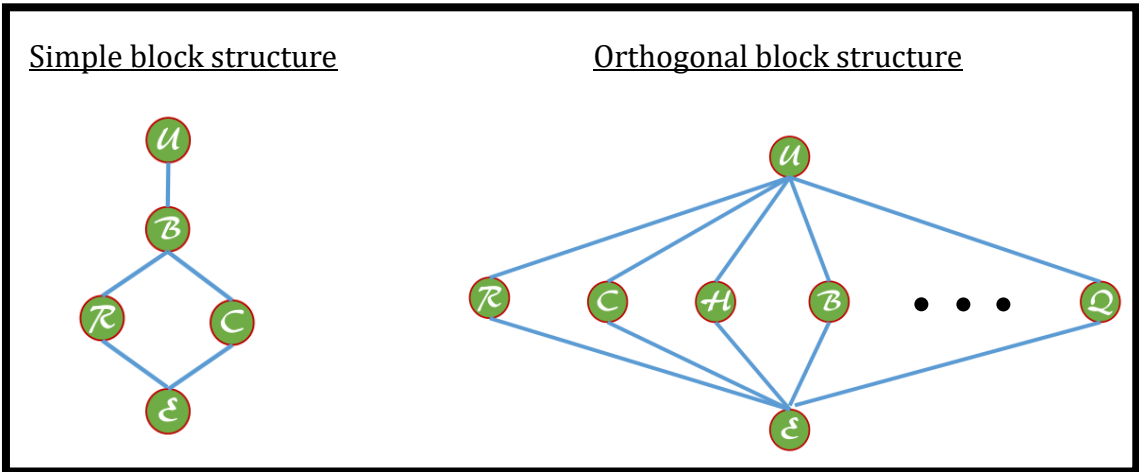 Simple block structure
Orthogonal block structure
𝒰
ℬ
ℛ 𝒞
ℰ
𝒰
ℛ 𝒞 ℋ ℬ • • • 𝒬
ℰ